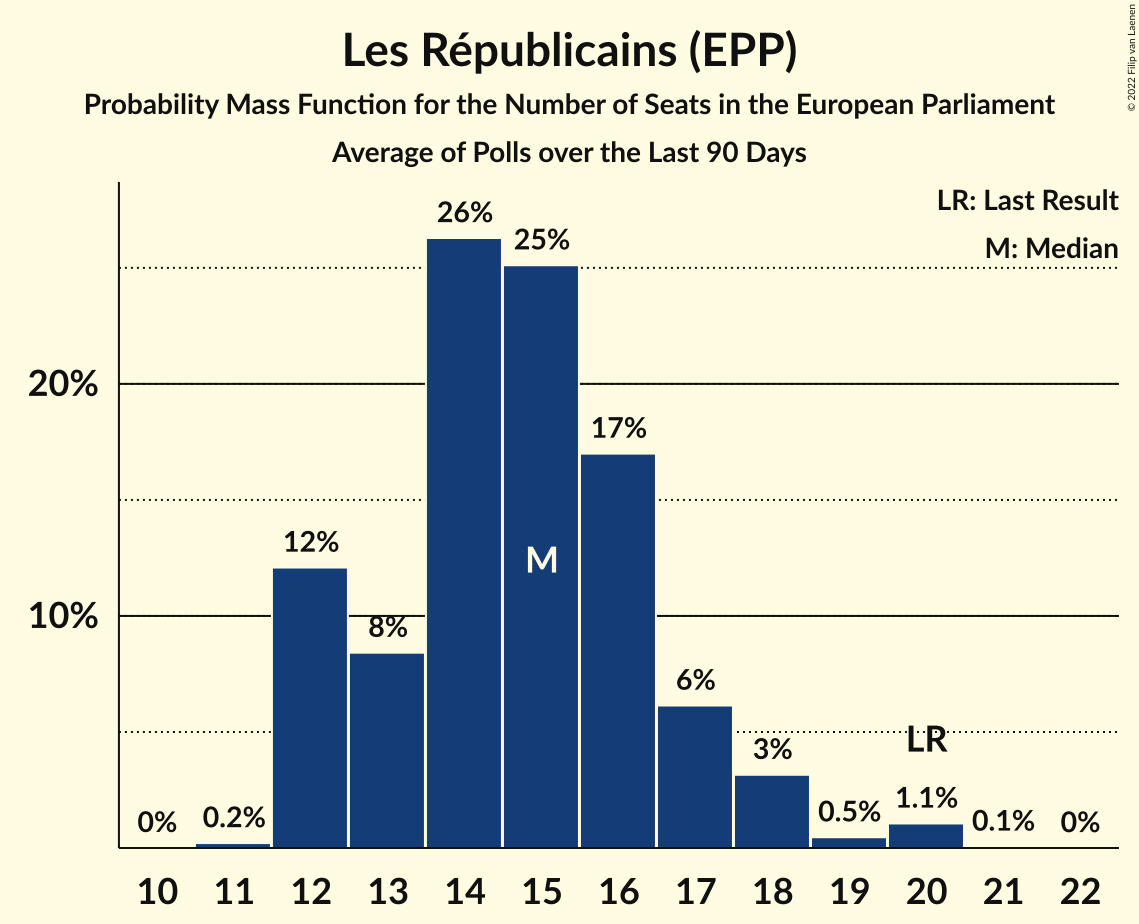 © 2022 Filip van Laenen
Les Républicains (EPP)
Probability Mass Function for the Number of Seats in the European Parliament
Average of Polls over the Last 90 Days
LR: Last Result
M: Median
26%
25%
20%
17%
12%
M
10%
8%
6%
LR
3%
0% 0.2% 0.5% 1.1% 0.1% 0%
10 11 12 13 14 15 16 17 18 19 20 21 22